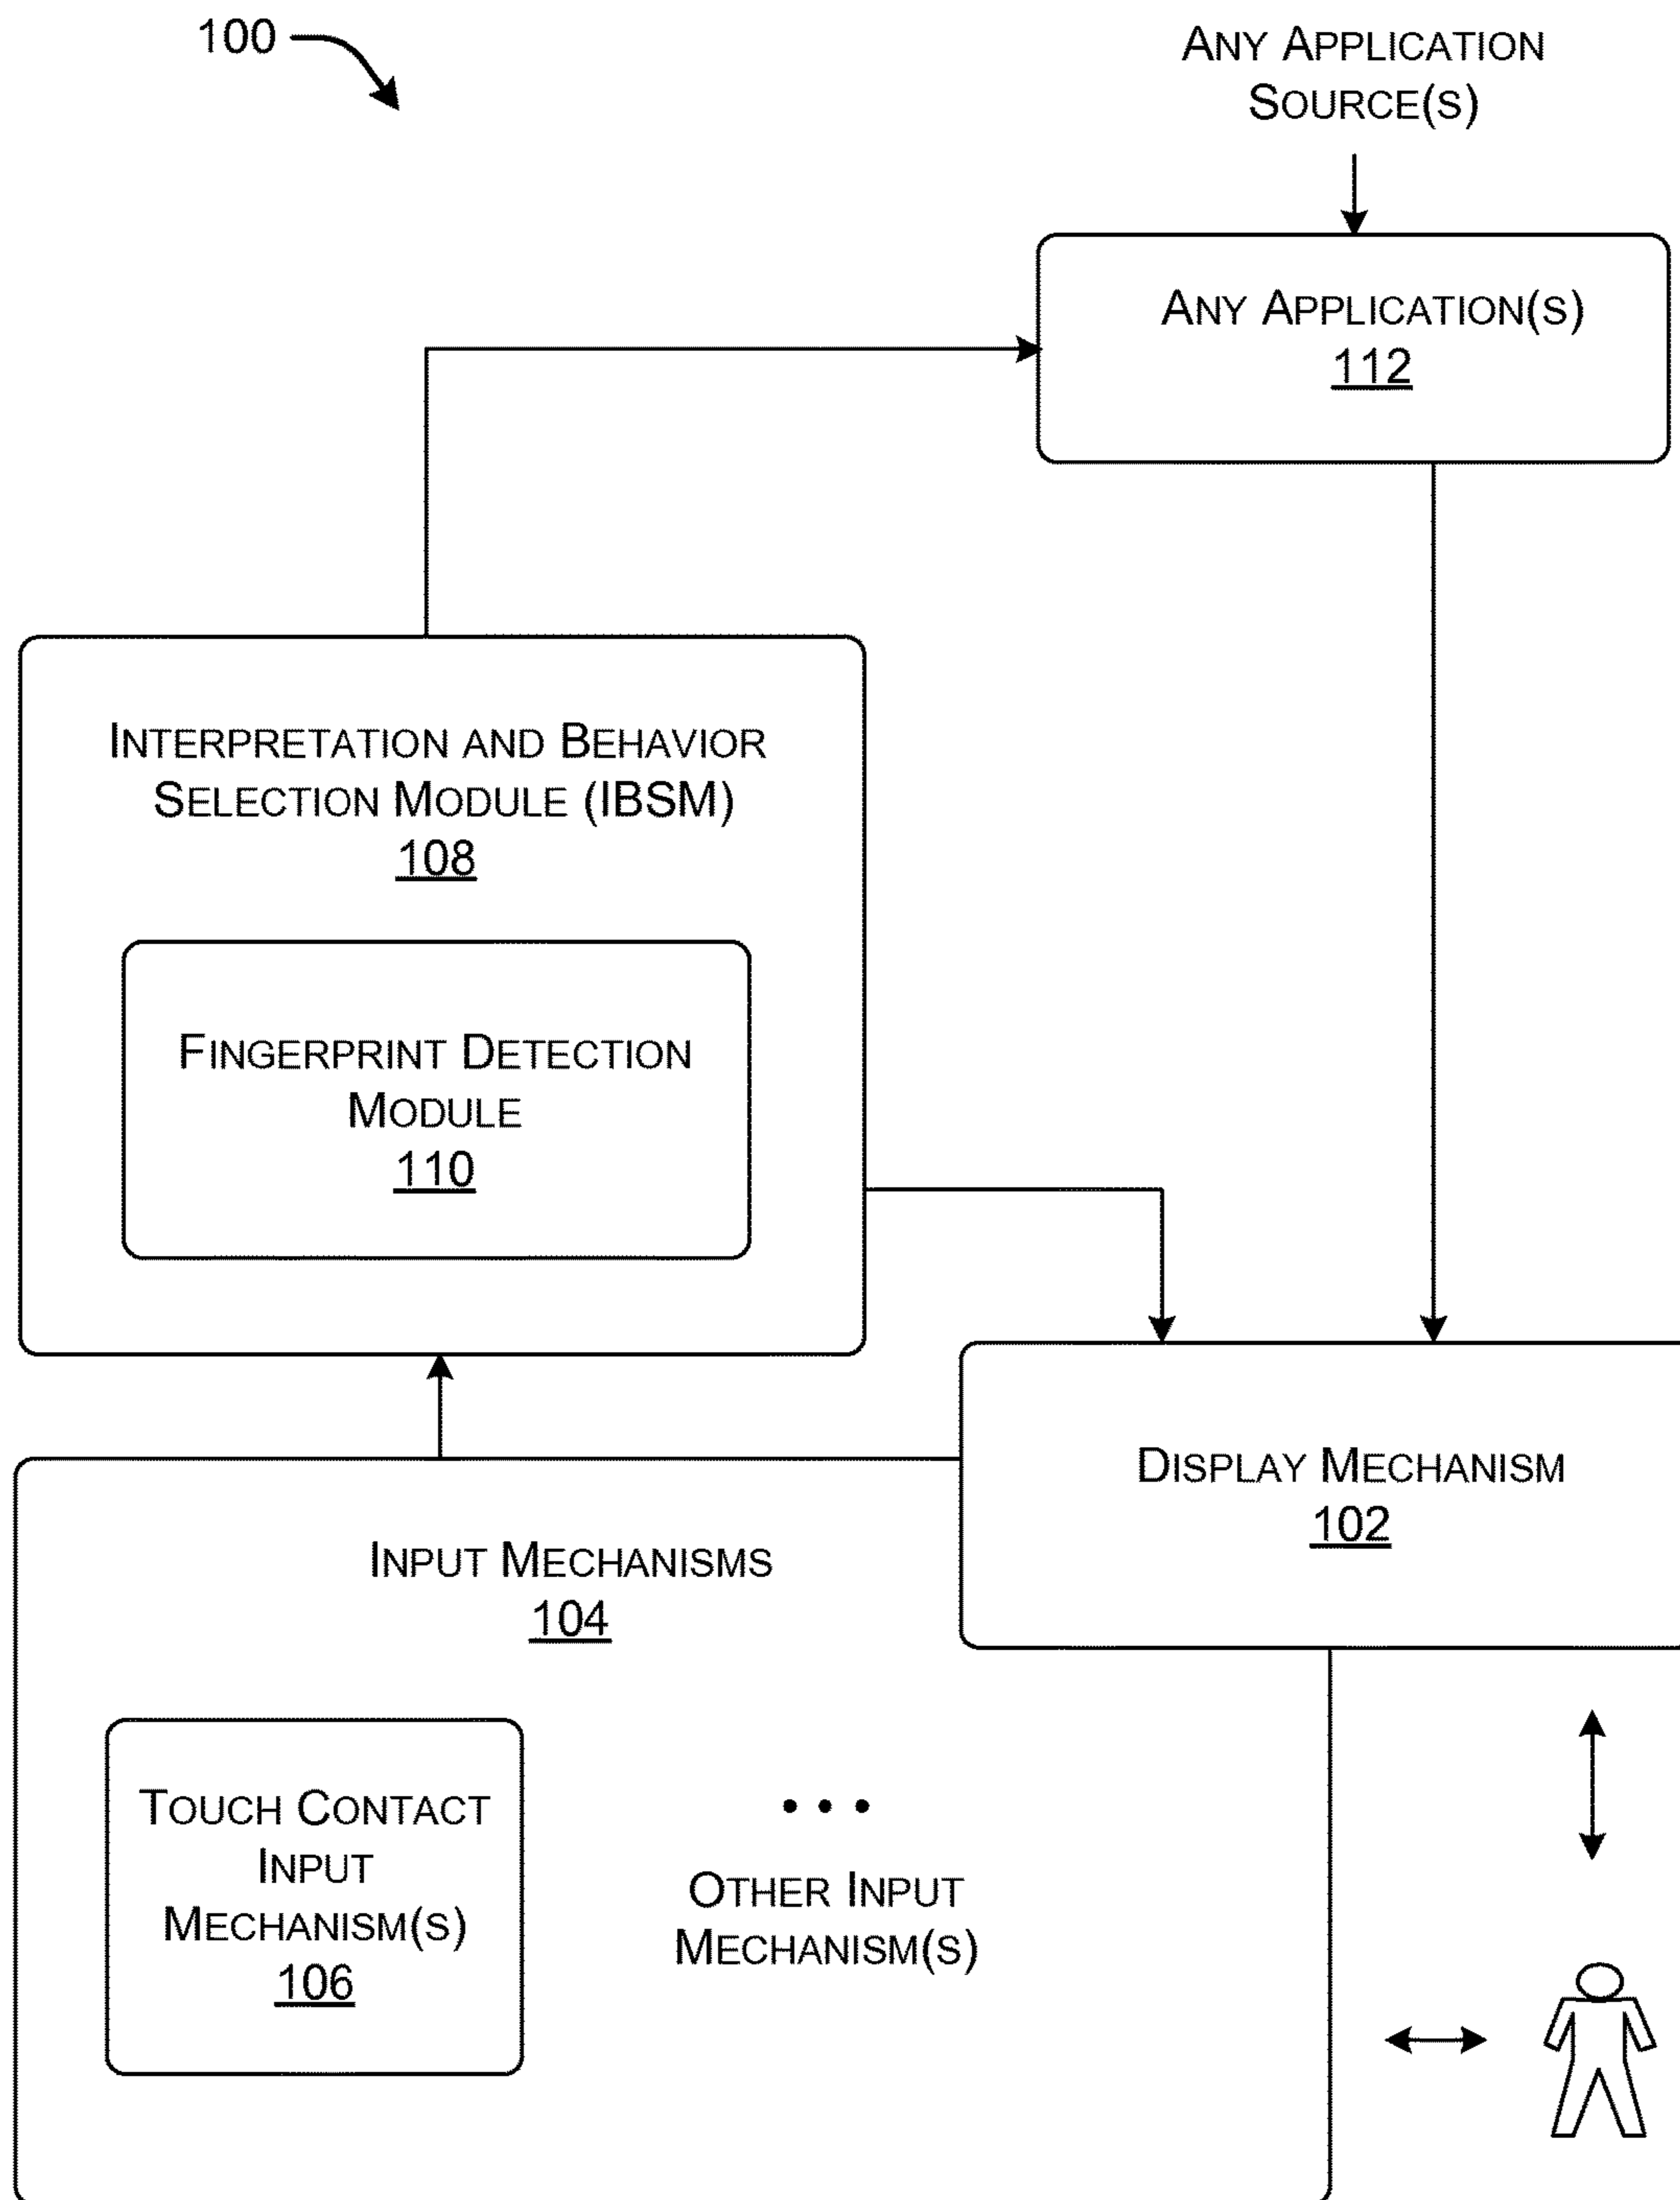 100
ANY APPLICATION
SOURCE(S)
ANY APPLICATION(S)
112
INTERPRETATION AND BEHAVIOR
SELECTION MODULE (IBSM)
108
FINGERPRINT DETECTION
MODULE
110
DISPLAY MECHANISM
102
INPUT MECHANISMS
104
TOUCH CONTACT
INPUT
MECHANISM(S)
106
• • •
OTHER INPUT
MECHANISM(S)